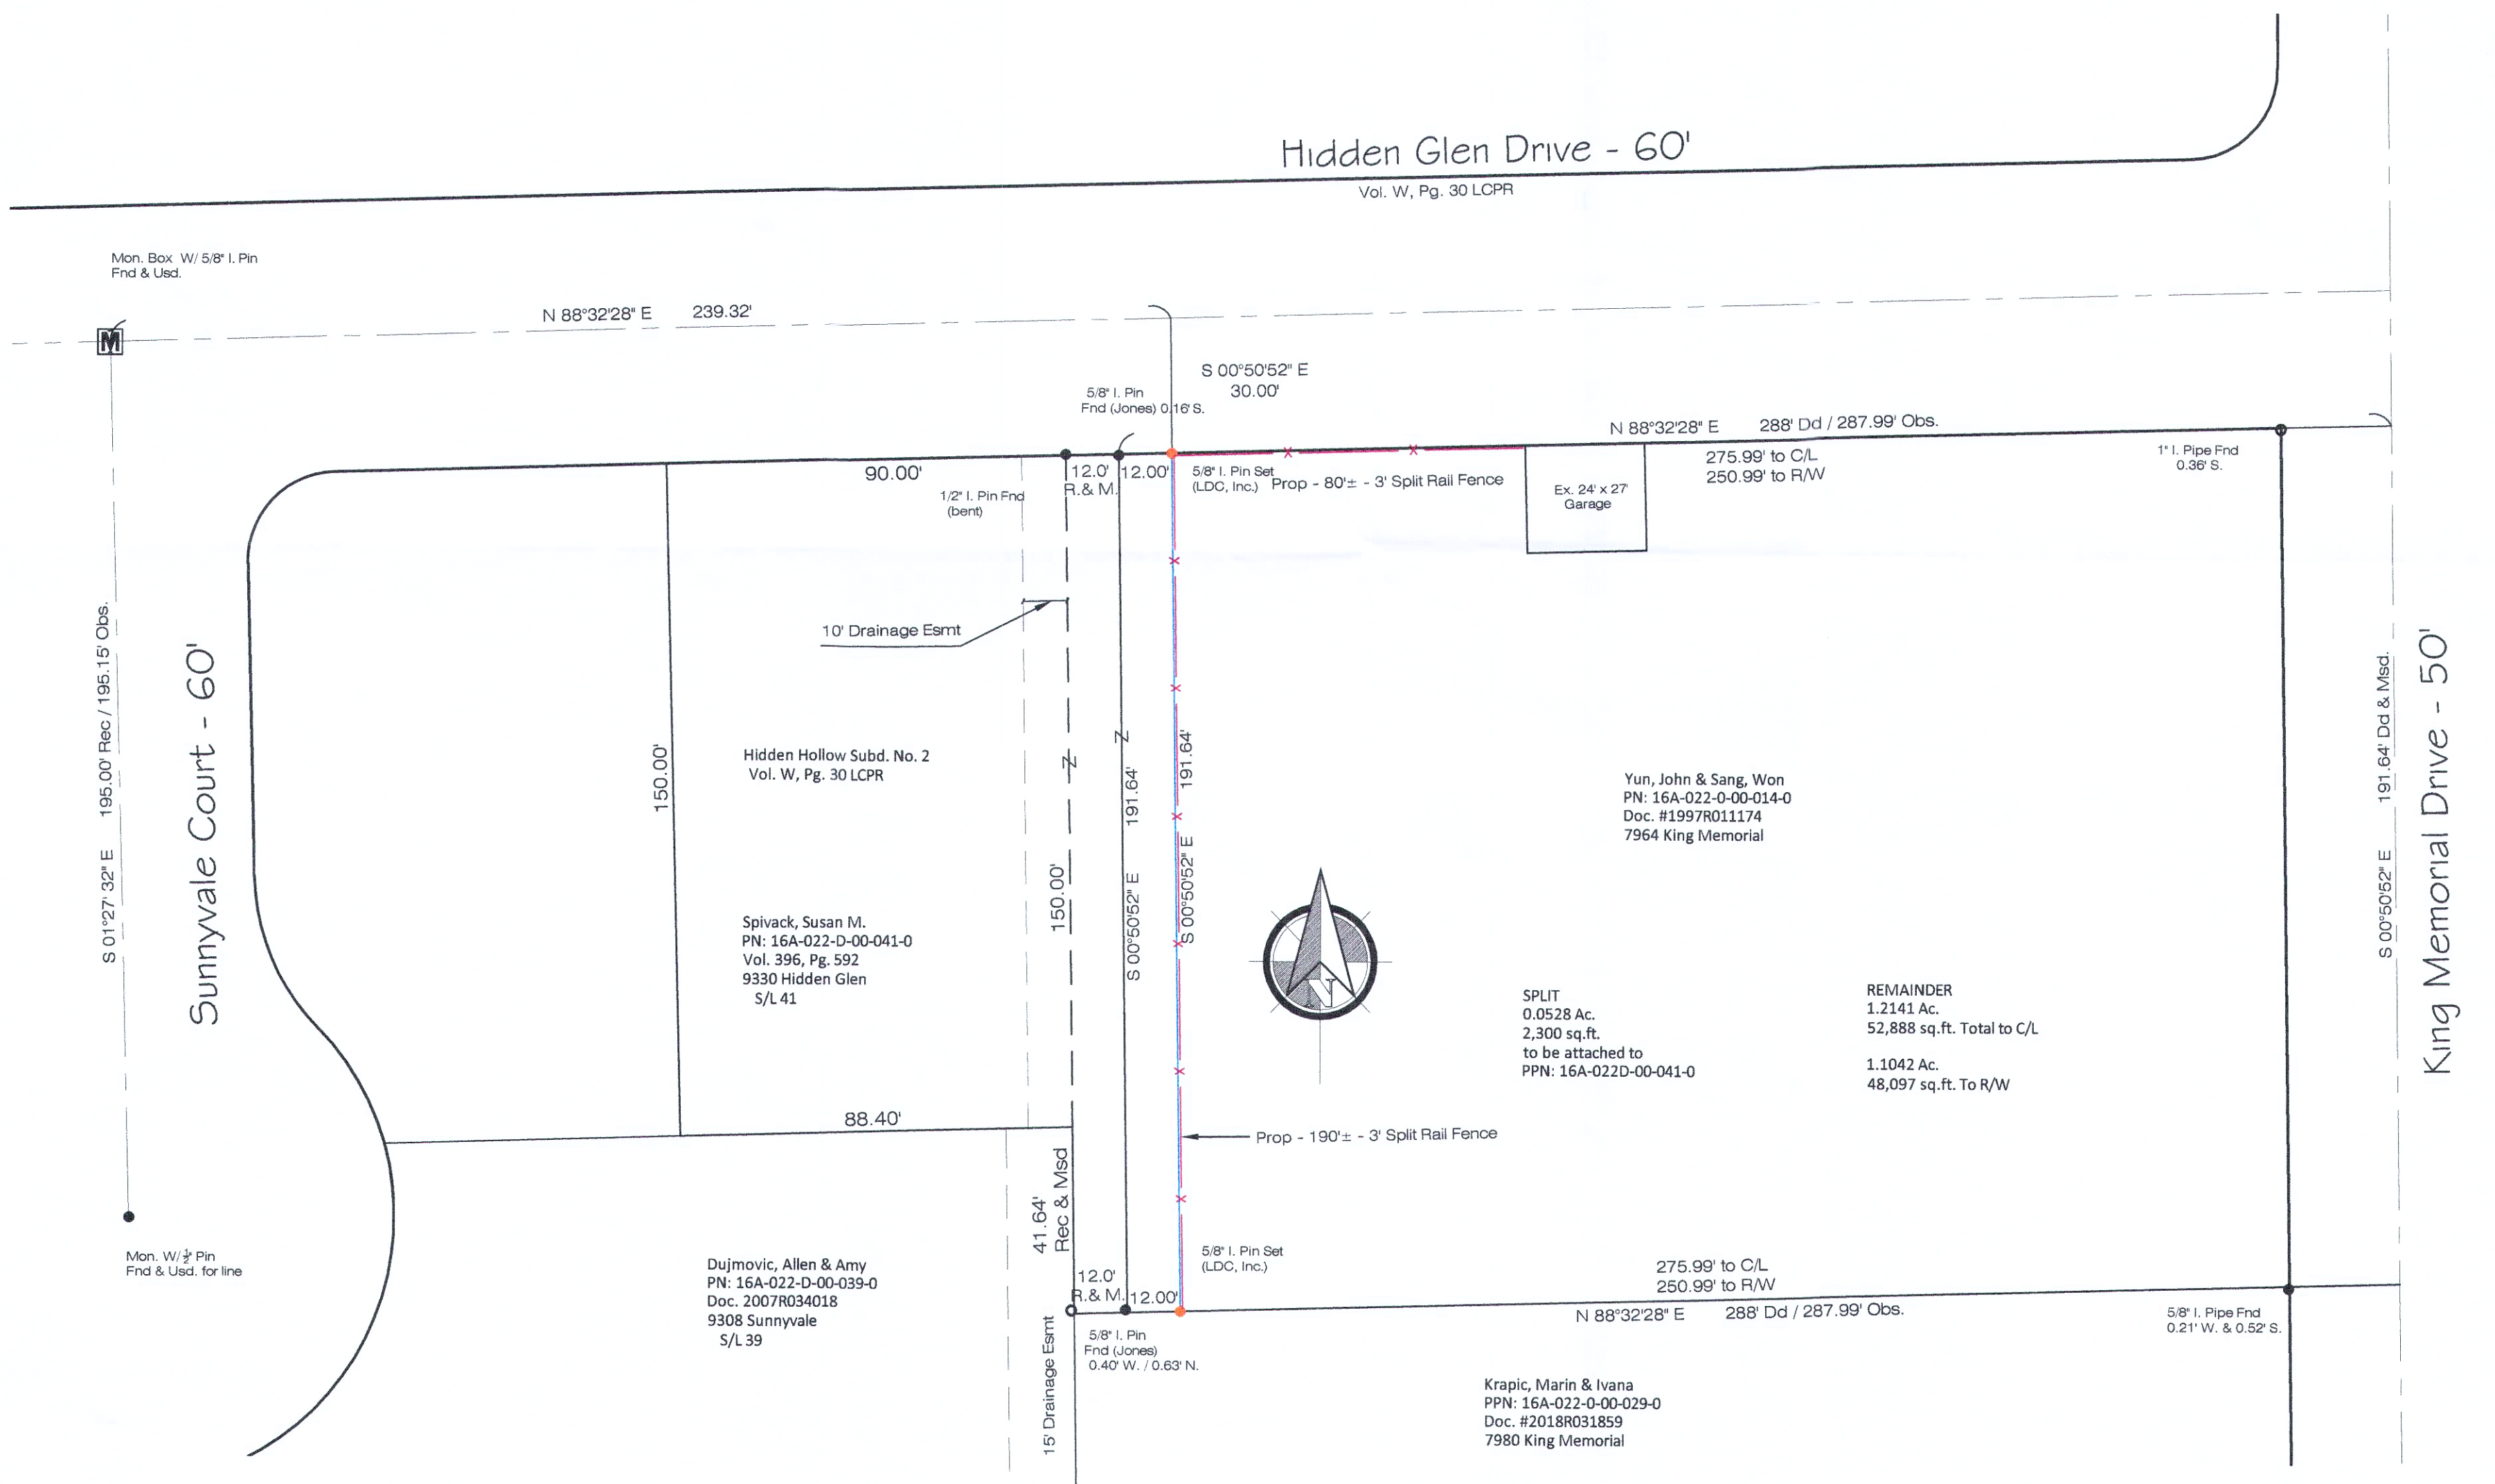 Hidden Glen Drive - 60'
Vol. W, Pg. 30 LCPR
Mon. Box W/ 5/8" I. Pin
Fnd & Usd.
N 88°32'28" E 239.32'
M
S 00°50'52" E
30.00'
5/8" I. Pin
Fnd (Jones) 0.16' S.
N 88°32'28" E 288' Dd / 287.99' Obs.
275.99' to C/L
250.99' to R/W
1" I. Pipe Fnd
0.36' S.
90.00'
12.0'
R.& M.
12.00'
5/8" I. Pin Set
(LDC, Inc.)
Prop - 80'± - 3' Split Rail Fence
Ex. 24' x 27'
Garage
1/2" I. Pin Fnd
(bent)
10' Drainage Esmt
S 01°27' 32" E 195.00' Rec / 195.15' Obs.
Sunnyvale Court - 60'
150.00'
Hidden Hollow Subd. No. 2
Vol. W, Pg. 30 LCPR
Z
Z
150.00'
S 00°50'52" E 191.64'
S 00°50'52" E 191.64'
Yun, John & Sang, Won
PN: 16A-022-0-00-014-0
Doc. #1997R011174
7964 King Memorial
S 00°50'52" E 191.64' Dd & Msd.
King Memorial Drive - 50'
Spivack, Susan M.
PN: 16A-022-D-00-041-0
Vol. 396, Pg. 592
9330 Hidden Glen
S/L 41
N
SPLIT
0.0528 Ac.
2,300 sq.ft.
to be attached to
PPN: 16A-022D-00-041-0
REMAINDER
1.2141 Ac.
52,888 sq.ft. Total to C/L
1.1042 Ac.
48,097 sq.ft. To R/W
88.40'
Prop - 190'± - 3' Split Rail Fence
41.64'
Rec & Msd
Mon. W/ ½" Pin
Fnd & Usd. for line
Dujmovic, Allen & Amy
PN: 16A-022-D-00-039-0
Doc. 2007R034018
9308 Sunnyvale
S/L 39
12.0'
R.& M.
12.00'
5/8" I. Pin Set
(LDC, Inc.)
275.99' to C/L
250.99' to R/W
N 88°32'28" E 288' Dd / 287.99' Obs.
5/8" I. Pipe Fnd
0.21' W. & 0.52' S.
15' Drainage Esmt
5/8" I. Pin
Fnd (Jones)
0.40' W. / 0.63' N.
Krapic, Marin & Ivana
PPN: 16A-022-0-00-029-0
Doc. #2018R031859
7980 King Memorial